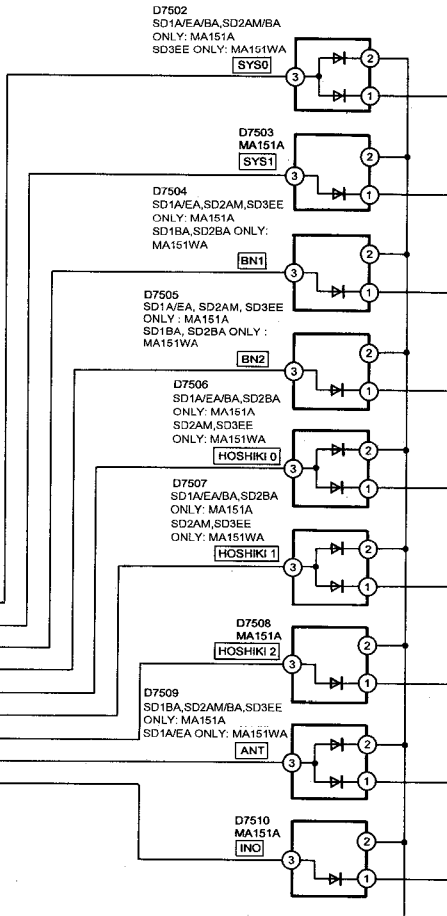 D7502
SD1A/EA/BA,SD2AM/BA
ONLY: MA151A
SD3EE ONLY: MA151WA
SYS0
3
2
1
D7503
MA151A
SYS1
3
2
1
D7504
SD1A/EA,SD2AM,SD3EE
ONLY: MA151A
SD1BA,SD2BA ONLY:
MA151WA
BN1
3
2
1
D7505
SD1A/EA, SD2AM, SD3EE
ONLY : MA151A
SD1BA, SD2BA ONLY :
MA151WA
BN2
3
2
1
D7506
SD1A/EA/BA,SD2BA
ONLY: MA151A
SD2AM,SD3EE
ONLY: MA151WA
HOSHIKI 0
3
2
1
D7507
SD1A/EA/BA,SD2BA
ONLY: MA151A
SD2AM,SD3EE
ONLY: MA151WA
HOSHIKI 1
3
2
1
D7508
MA151A
HOSHIKI 2
3
2
1
D7509
SD1BA,SD2AM/BA,SD3EE
ONLY: MA151A
SD1A/EA ONLY: MA151WA
ANT
3
2
1
D7510
MA151A
INO
3
2
1